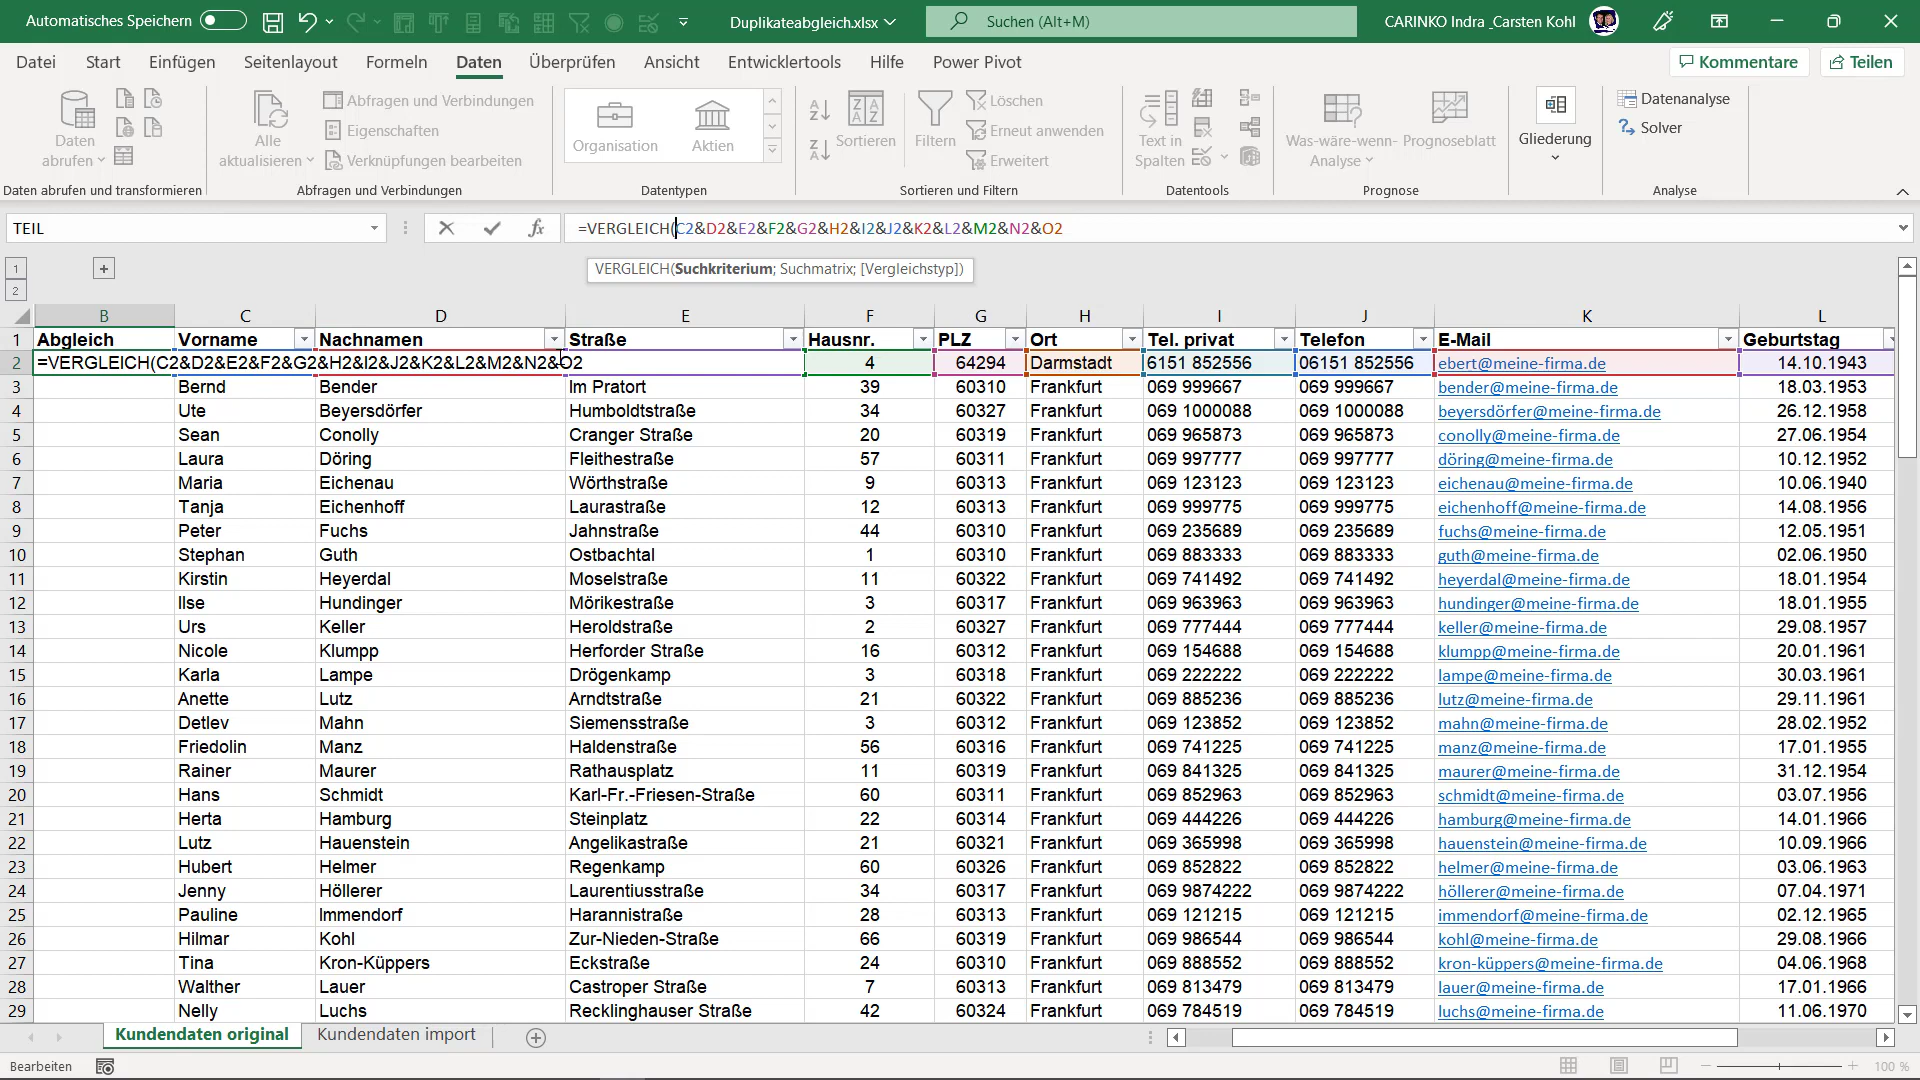 Automatisches Speichern
Duplikateabgleich.xlsx
Suchen (Alt+M)
CARINKO Indra _Carsten Kohl
Datei Start Einfügen Seitenlayout Formeln Daten Überprüfen Ansicht Entwicklertools Hilfe Power Pivot
Kommentare Teilen
Daten abrufen
Alle aktualisieren
Abfragen und Verbindungen
Eigenschaften
Verknüpfungen bearbeiten
Organisation Aktien
Sortieren
Filtern
Löschen
Erneut anwenden
Erweitert
Text in Spalten
Was-wäre-wenn-Analyse
Prognoseblatt
Gliederung
Datenanalyse
Solver
Daten abrufen und transformieren Abfragen und Verbindungen Datentypen Sortieren und Filtern Datentools Prognose Analyse
TEIL
fx
=VERGLEICH(C2&D2&E2&F2&G2&H2&I2&J2&K2&L2&M2&N2&O2
1
2
VERGLEICH(Suchkriterium; Suchmatrix; [Vergleichstyp])
B C D E F G H I J K L
1 Abgleich Vorname Nachnamen Straße Hausnr. PLZ Ort Tel. privat Telefon E-Mail Geburtstag
2 =VERGLEICH(C2&D2&E2&F2&G2&H2&I2&J2&K2&L2&M2&N2&O2 4 64294 Darmstadt 6151 852556 06151 852556 ebert@meine-firma.de 14.10.1943
3 Bernd Bender Im Pratort 39 60310 Frankfurt 069 999667 069 999667 bender@meine-firma.de 18.03.1953
4 Ute Beyersdörfer Humboldtstraße 34 60327 Frankfurt 069 1000088 069 1000088 beyersdörfer@meine-firma.de 26.12.1958
5 Sean Conolly Cranger Straße 20 60319 Frankfurt 069 965873 069 965873 conolly@meine-firma.de 27.06.1954
6 Laura Döring Fleithestraße 57 60311 Frankfurt 069 997777 069 997777 döring@meine-firma.de 10.12.1952
7 Maria Eichenau Wörthstraße 9 60313 Frankfurt 069 123123 069 123123 eichenau@meine-firma.de 10.06.1940
8 Tanja Eichenhoff Laurastraße 12 60313 Frankfurt 069 999775 069 999775 eichenhoff@meine-firma.de 14.08.1956
9 Peter Fuchs Jahnstraße 44 60310 Frankfurt 069 235689 069 235689 fuchs@meine-firma.de 12.05.1951
10 Stephan Guth Ostbachtal 1 60310 Frankfurt 069 883333 069 883333 guth@meine-firma.de 02.06.1950
11 Kirstin Heyerdal Moselstraße 11 60322 Frankfurt 069 741492 069 741492 heyerdal@meine-firma.de 18.01.1954
12 Ilse Hundinger Mörikestraße 3 60317 Frankfurt 069 963963 069 963963 hundinger@meine-firma.de 18.01.1955
13 Urs Keller Heroldstraße 2 60327 Frankfurt 069 777444 069 777444 keller@meine-firma.de 29.08.1957
14 Nicole Klumpp Herforder Straße 16 60312 Frankfurt 069 154688 069 154688 klumpp@meine-firma.de 20.01.1961
15 Karla Lampe Drögenkamp 3 60318 Frankfurt 069 222222 069 222222 lampe@meine-firma.de 30.03.1961
16 Anette Lutz Arndtstraße 21 60322 Frankfurt 069 885236 069 885236 lutz@meine-firma.de 29.11.1961
17 Detlev Mahn Siemensstraße 3 60312 Frankfurt 069 123852 069 123852 mahn@meine-firma.de 28.02.1952
18 Friedolin Manz Haldenstraße 56 60316 Frankfurt 069 741225 069 741225 manz@meine-firma.de 17.01.1955
19 Rainer Maurer Rathausplatz 11 60319 Frankfurt 069 841325 069 841325 maurer@meine-firma.de 31.12.1954
20 Hans Schmidt Karl-Fr.-Friesen-Straße 60 60311 Frankfurt 069 852963 069 852963 schmidt@meine-firma.de 03.07.1956
21 Herta Hamburg Steinplatz 22 60314 Frankfurt 069 444226 069 444226 hamburg@meine-firma.de 14.01.1966
22 Lutz Hauenstein Angelikastraße 21 60321 Frankfurt 069 365998 069 365998 hauenstein@meine-firma.de 10.09.1966
23 Hubert Helmer Regenkamp 60 60326 Frankfurt 069 852822 069 852822 helmer@meine-firma.de 03.06.1963
24 Jenny Höllerer Laurentiusstraße 34 60317 Frankfurt 069 9874222 069 9874222 höllerer@meine-firma.de 07.04.1971
25 Pauline Immendorf Harannistraße 28 60313 Frankfurt 069 121215 069 121215 immendorf@meine-firma.de 02.12.1965
26 Hilmar Kohl Zur-Nieden-Straße 66 60319 Frankfurt 069 986544 069 986544 kohl@meine-firma.de 29.08.1966
27 Tina Kron-Küppers Eckstraße 24 60310 Frankfurt 069 888552 069 888552 kron-küppers@meine-firma.de 04.06.1968
28 Walther Lauer Castroper Straße 7 60313 Frankfurt 069 813479 069 813479 lauer@meine-firma.de 17.01.1966
29 Nelly Luchs Recklinghauser Straße 42 60324 Frankfurt 069 784519 069 784519 luchs@meine-firma.de 11.06.1970
Kundendaten original Kundendaten import
Bearbeiten
100 %